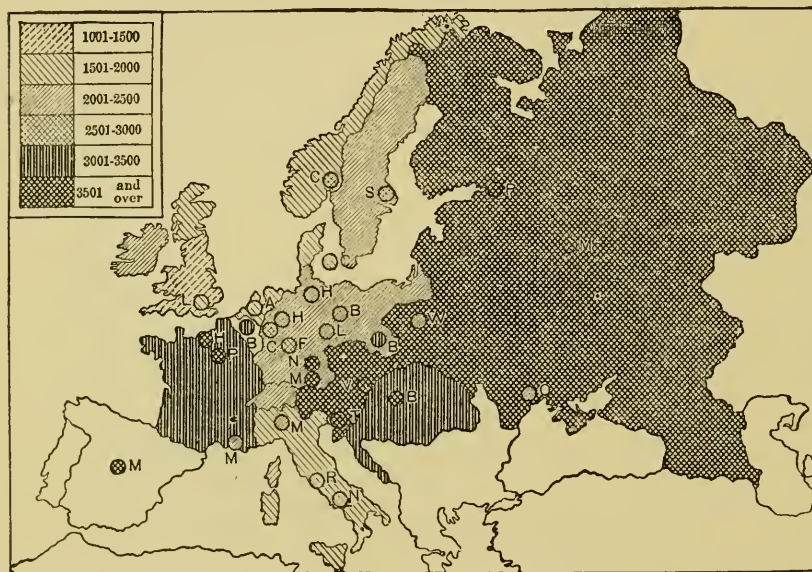 1001-1500
1501-2000
2001-2500
2501-3000
3001-3500
3501 and over
C
S
P
M
L
A
H
H
B
W
B
C
F
L
B
H
P
N
M
V
B
O
T
M
M
M
R
N